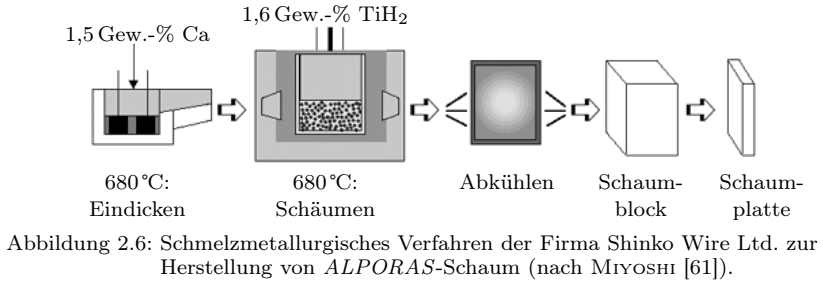 1,5 Gew.-% Ca
1,6 Gew.-% TiH₂
680 °C:
Eindicken
680 °C:
Schäumen
Abkühlen
Schaum-
block
Schaum-
platte
Abbildung 2.6: Schmelzmetallurgisches Verfahren der Firma Shinko Wire Ltd. zur
Herstellung von ALPORAS-Schaum (nach MIYOSHI [61]).